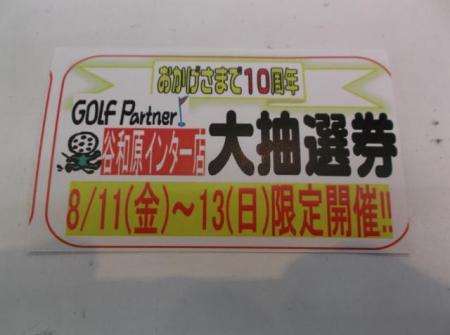 おかげさまで10周年
GOLF Partner
谷和原インター店
大抽選券
8/11(金)～13(日)限定開催!!